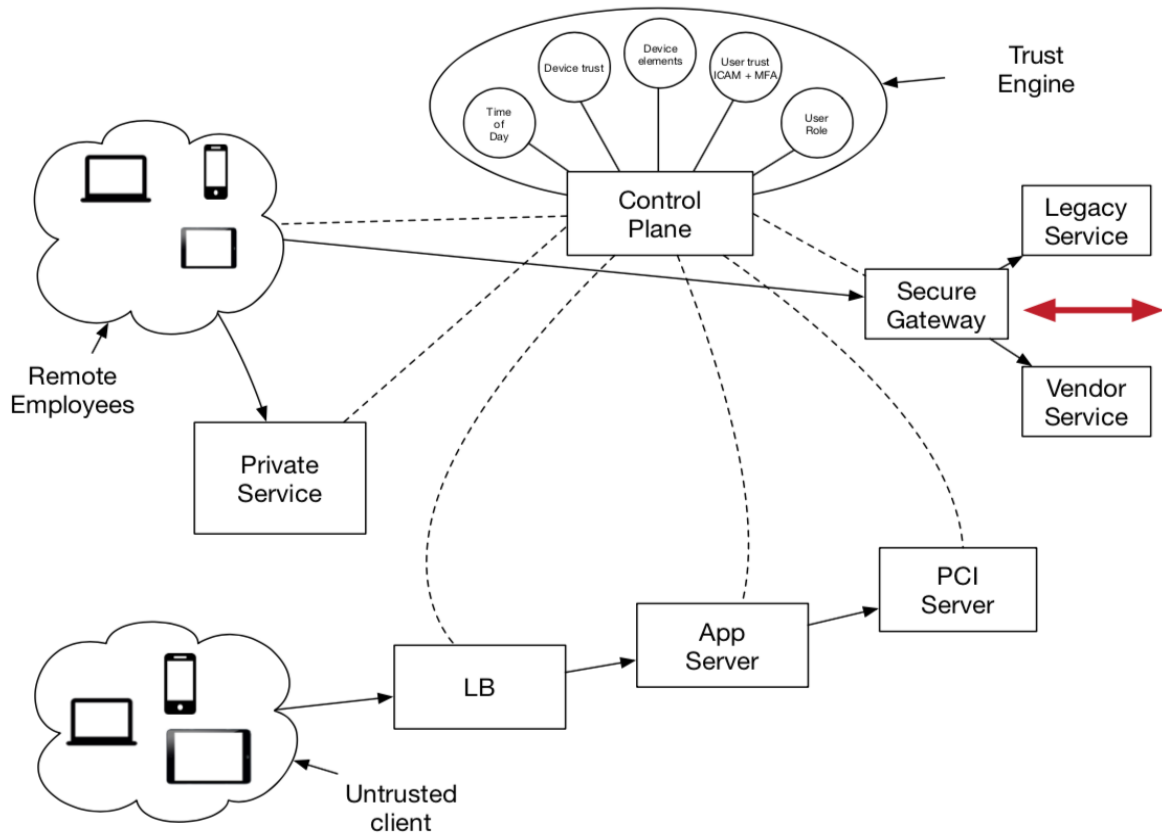 Time
of
Day
Device trust
Device
elements
User trust
ICAM + MFA
User
Role
Trust
Engine
Control
Plane
Legacy
Service
Secure
Gateway
Vendor
Service
Remote
Employees
Private
Service
PCI
Server
App
Server
LB
Untrusted
client